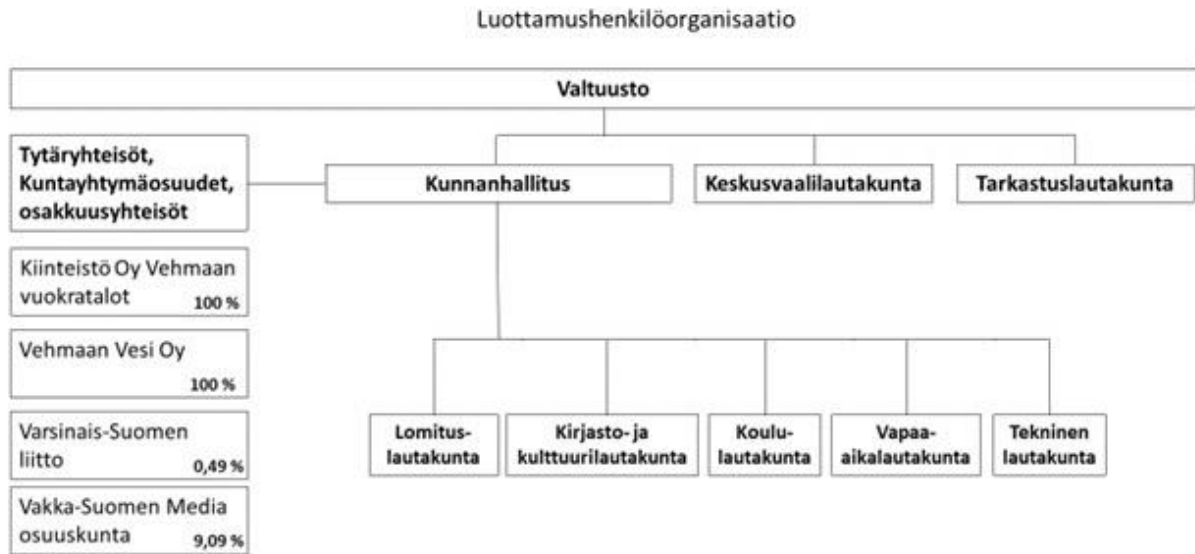 Luottamushenkilöorganisaatio
Valtuusto
Tytäryhteisöt,
Kuntayhtymäosuudet,
osakkuusyhteisöt
Kunnanhallitus
Keskusvaalilautakunta
Tarkastuslautakunta
Kiinteistö Oy Vehmaan
vuokratalot 100 %
Vehmaan Vesi Oy
100 %
Varsinais-Suomen
liitto 0,49 %
Vakka-Suomen Media
osuuskunta 9,09 %
Lomitus-
lautakunta
Kirjasto- ja
kulttuurilautakunta
Koulu-
lautakunta
Vapaa-
aikalautakunta
Tekninen
lautakunta